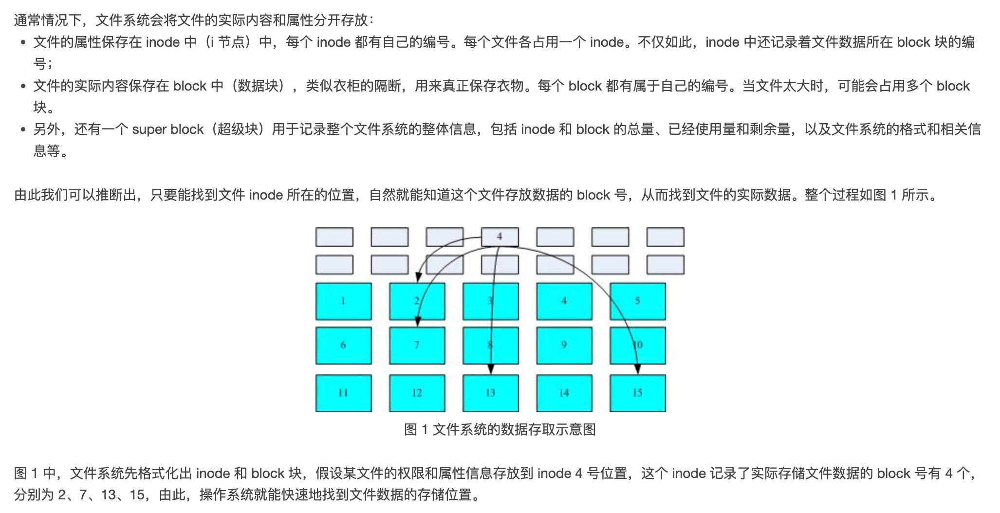 通常情况下，文件系统会将文件的实际内容和属性分开存放：
• 文件的属性保存在 inode 中（i 节点）中，每个 inode 都有自己的编号。每个文件各占用一个 inode。不仅如此，inode 中还记录着文件数据所在 block 块的编
号；
• 文件的实际内容保存在 block 中（数据块），类似衣柜的隔断，用来真正保存衣物。每个 block 都有属于自己的编号。当文件太大时，可能会占用多个 block
块。
• 另外，还有一个 super block（超级块）用于记录整个文件系统的整体信息，包括 inode 和 block 的总量、已经使用量和剩余量，以及文件系统的格式和相关信
息等。
由此我们可以推断出，只要能找到文件 inode 所在的位置，自然就能知道这个文件存放数据的 block 号，从而找到文件的实际数据。整个过程如图 1 所示。
4
1 2 3 4 5
6 7 8 9 10
11 12 13 14 15
图 1 文件系统的数据存取示意图
图 1 中，文件系统先格式化出 inode 和 block 块，假设某文件的权限和属性信息存放到 inode 4 号位置，这个 inode 记录了实际存储文件数据的 block 号有 4 个，
分别为 2、7、13、15，由此，操作系统就能快速地找到文件数据的存储位置。